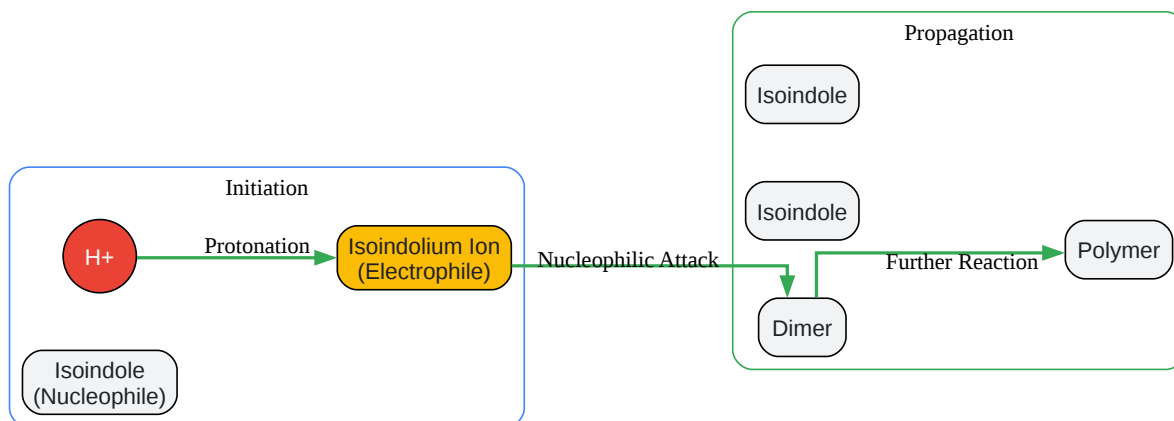 Initiation
H+
Protonation
Isoindolium Ion
(Electrophile)
Isoindole
(Nucleophile)
Nucleophilic Attack
Propagation
Isoindole
Isoindole
Dimer
Further Reaction
Polymer